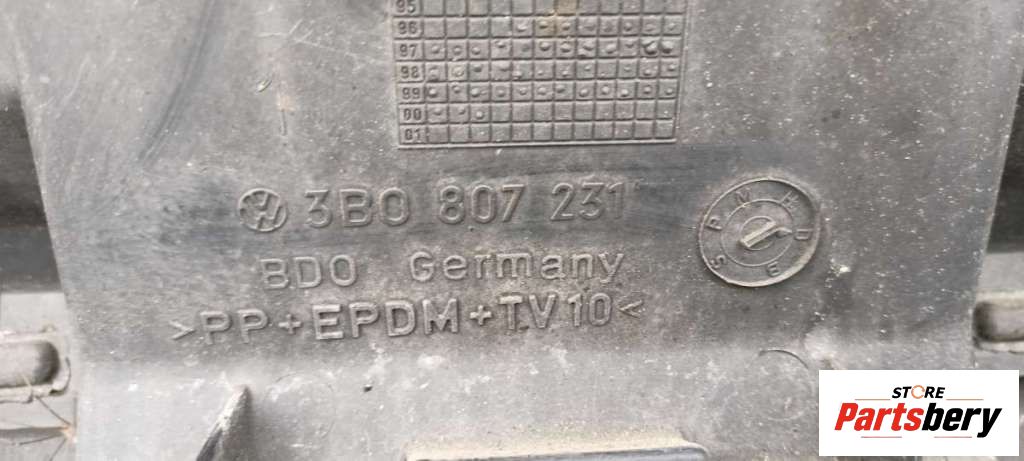 95
96
97
98
99
00
01
3B0 807 231
BDO Germany
>PP+EPDM+TV10<
STORE
Partsbery